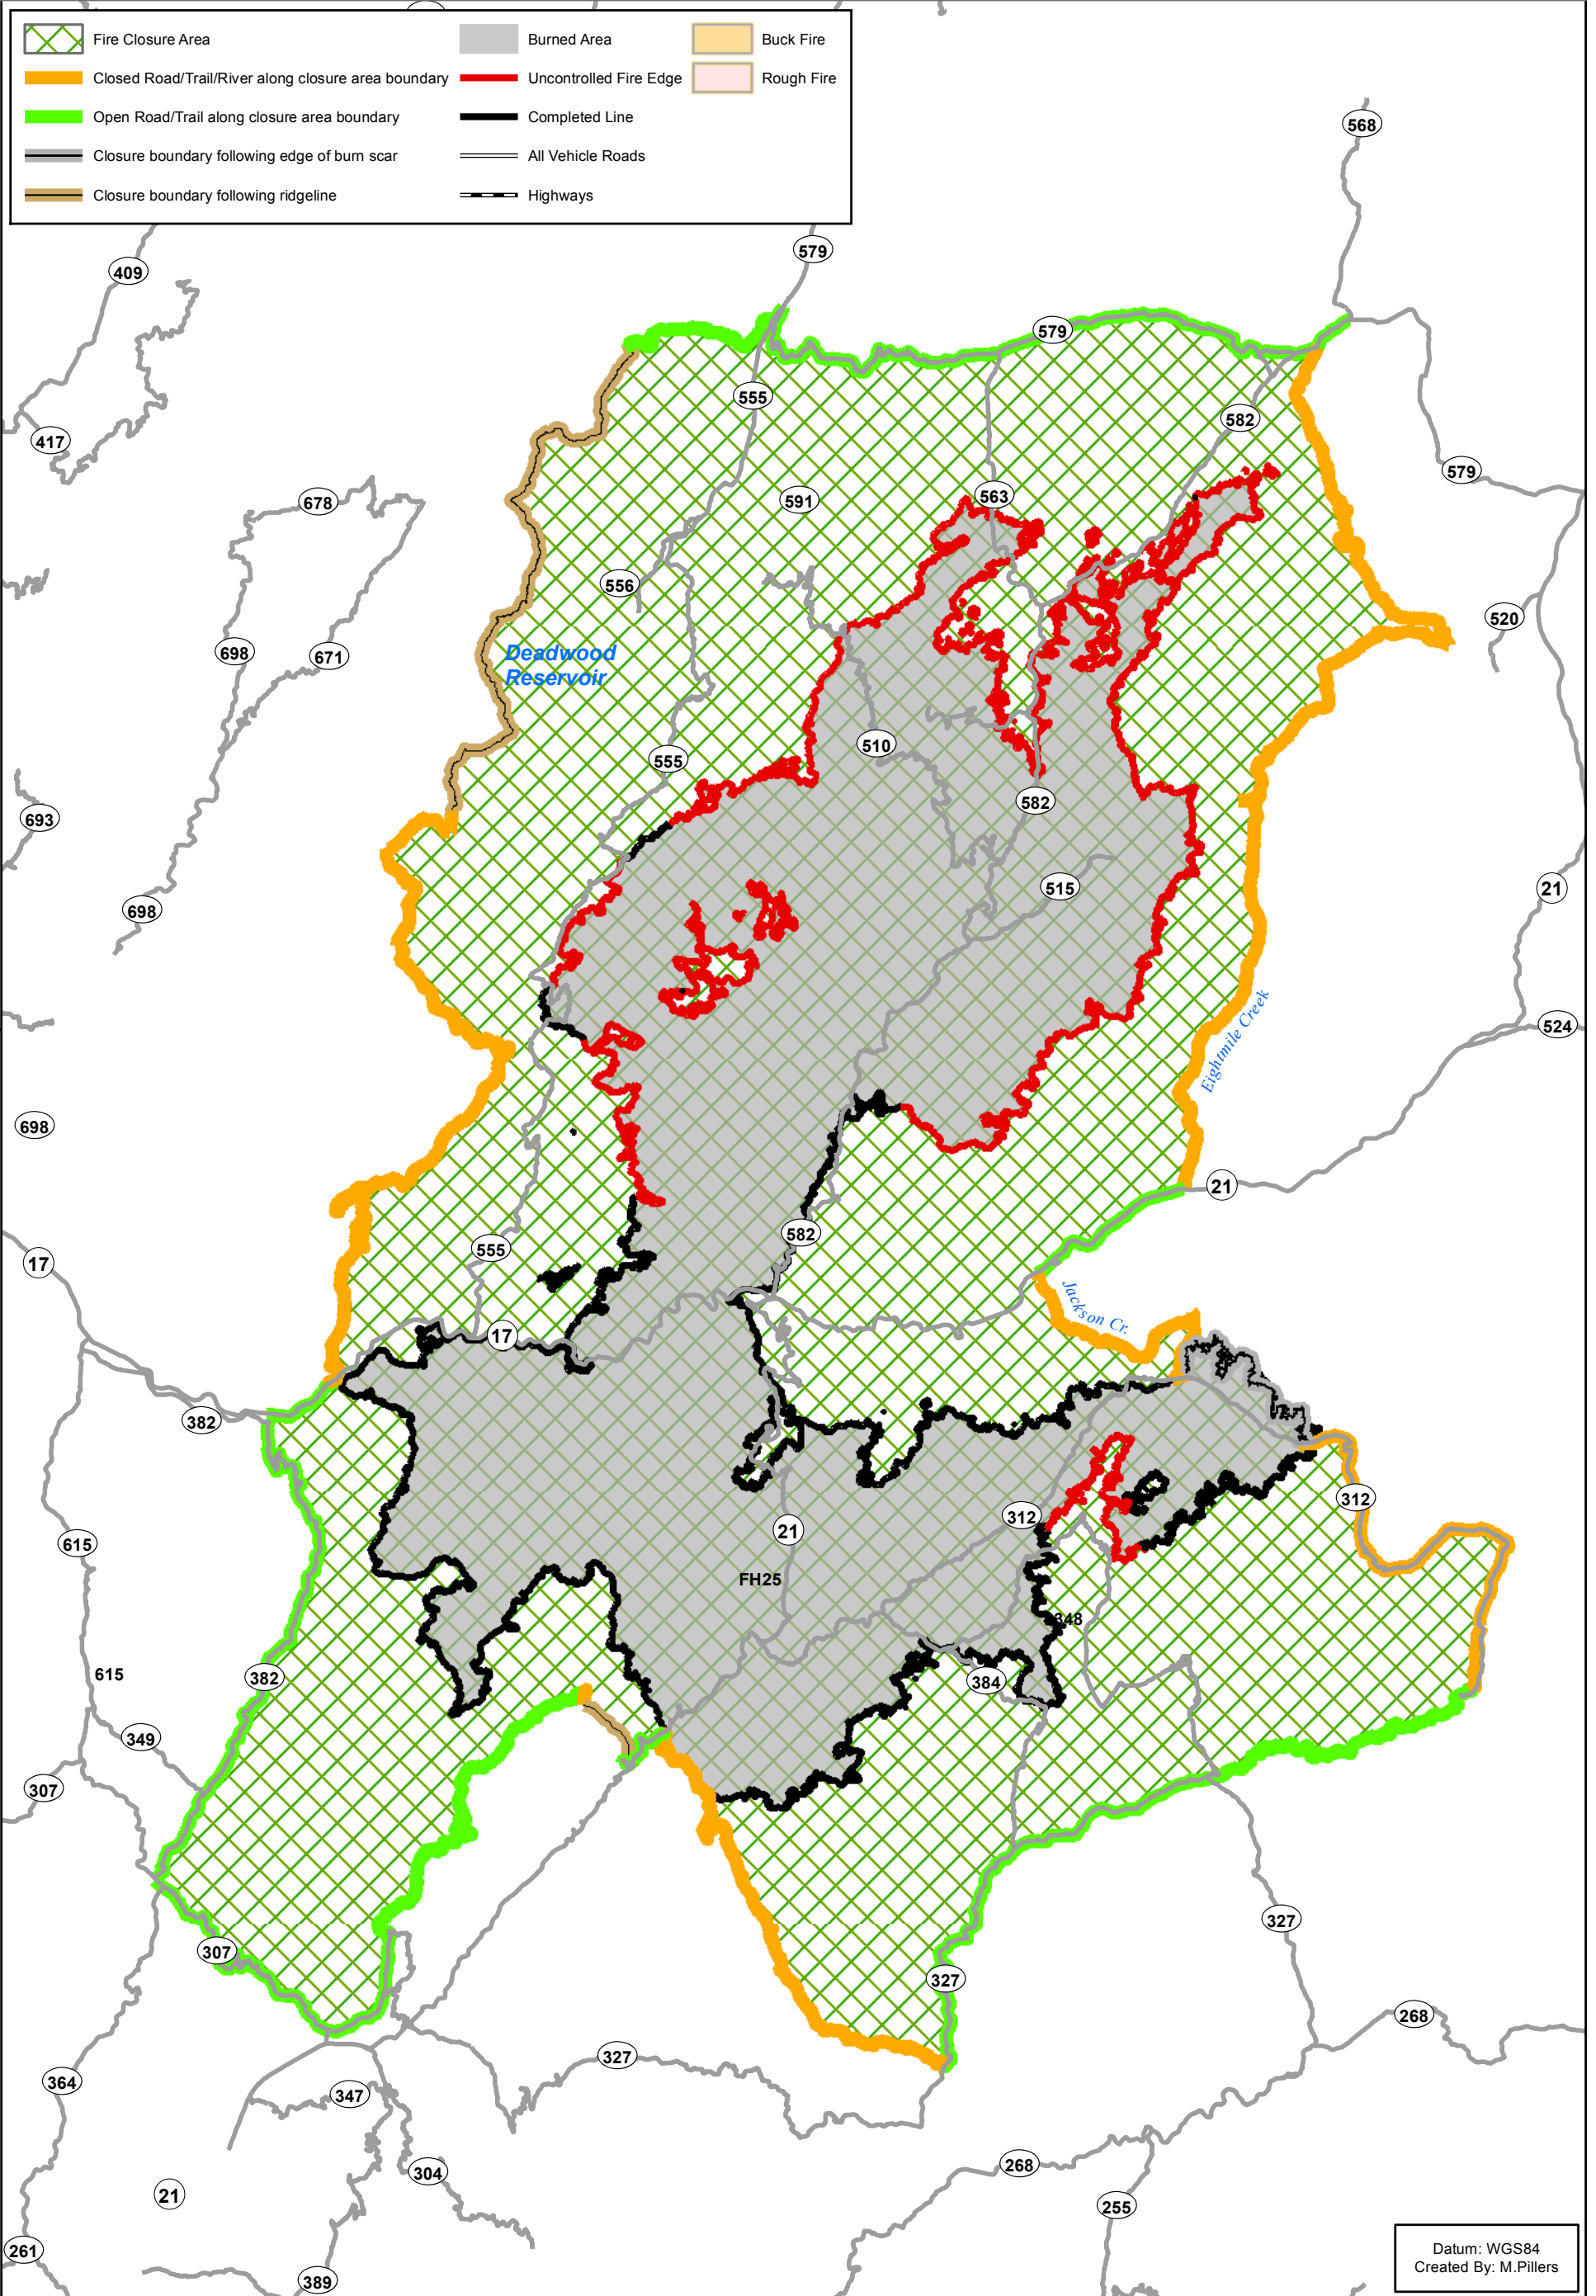 Fire Closure Area
Closed Road/Trail/River along closure area boundary
Open Road/Trail along closure area boundary
Closure boundary following edge of burn scar
Closure boundary following ridgeline
Burned Area
Uncontrolled Fire Edge
Completed Line
All Vehicle Roads
Highways
Buck Fire
Rough Fire
568
579
409
579
555
582
417
579
678
591
563
556
520
698
671
Deadwood
Reservoir
510
555
582
693
515
21
698
Eightmile Creek
524
698
21
582
555
17
Jackson Cr.
17
382
312
312
21
615
FH25
348
615
382
384
349
307
327
307
327
268
327
364
347
268
304
21
255
261
389
Datum: WGS84
Created By: M.Pillers